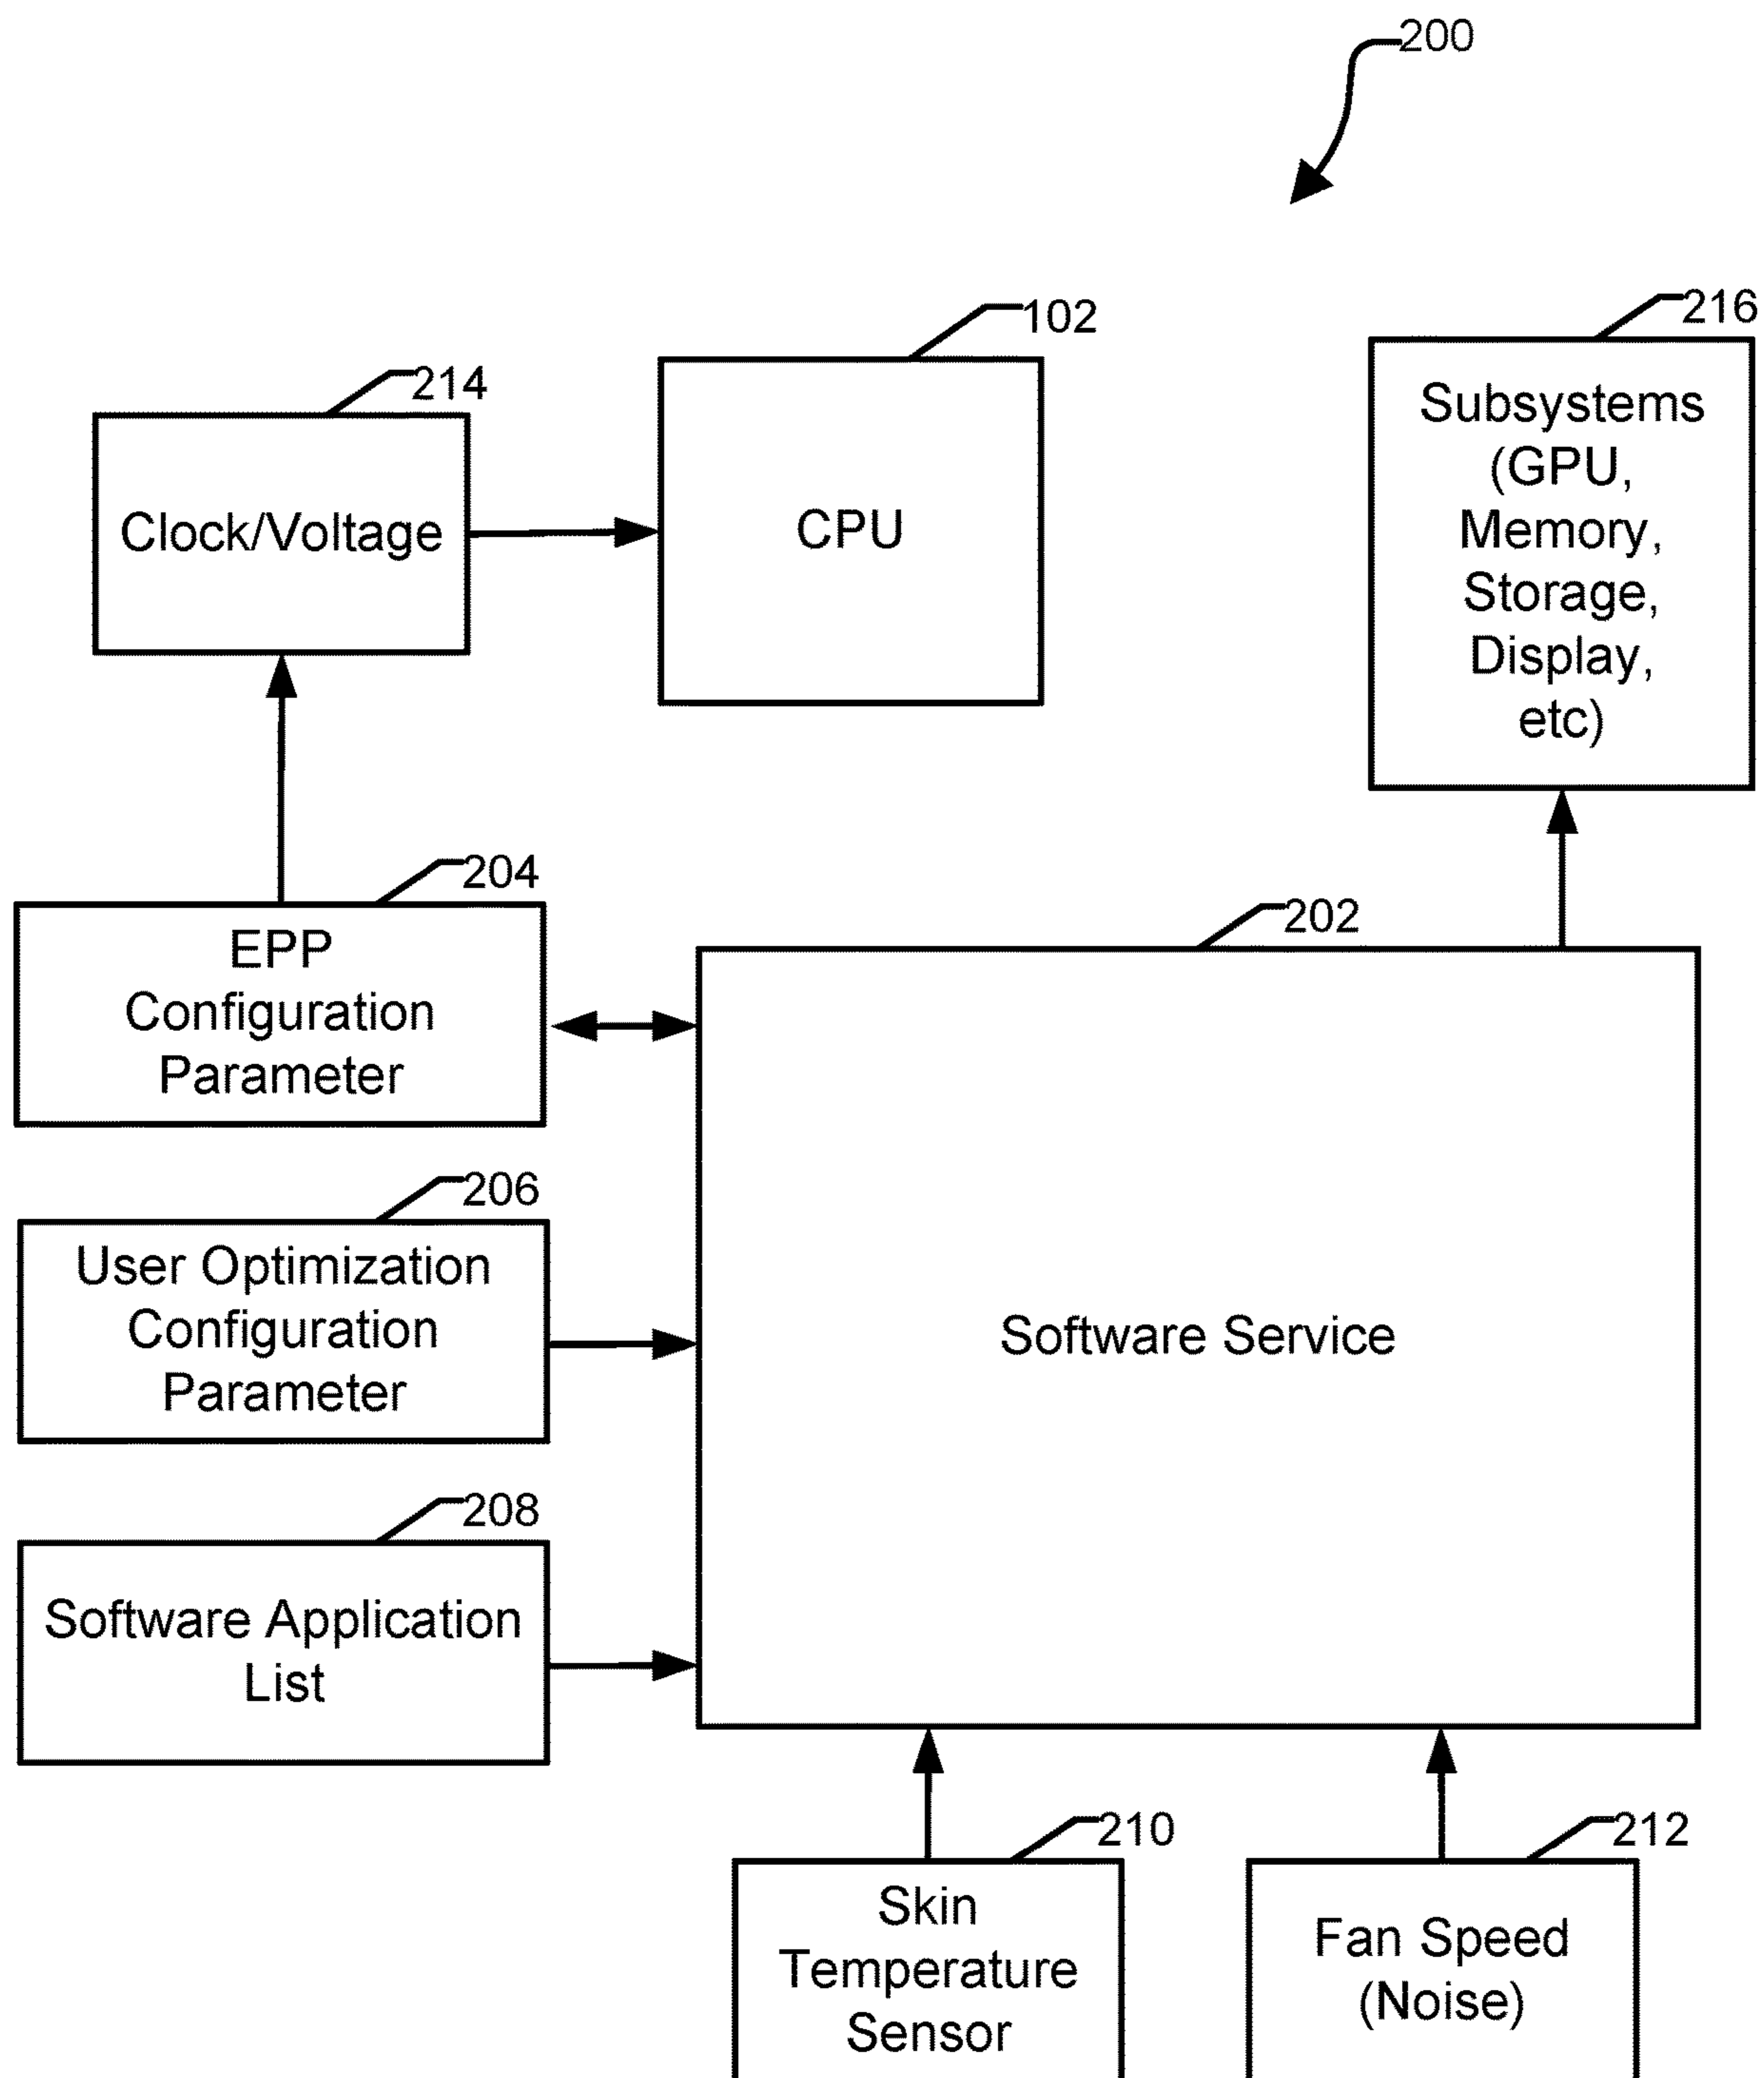 200
102
216
214
Subsystems
(GPU,
Memory,
Storage,
Display,
etc)
Clock/Voltage
CPU
204
202
EPP
Configuration
Parameter
206
User Optimization
Configuration
Parameter
Software Service
208
Software Application
List
210
212
Skin
Temperature
Sensor
Fan Speed
(Noise)